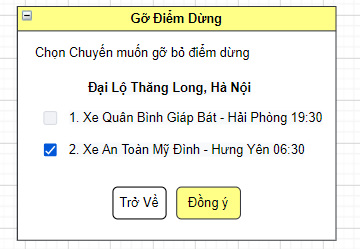 Gỡ Điểm Dừng
Chọn Chuyến muốn gỡ bỏ điểm dừng
Đại Lộ Thăng Long, Hà Nội
1. Xe Quân Bình Giáp Bát - Hải Phòng 19:30
2. Xe An Toàn Mỹ Đình - Hưng Yên 06:30
Trở Về
Đồng ý